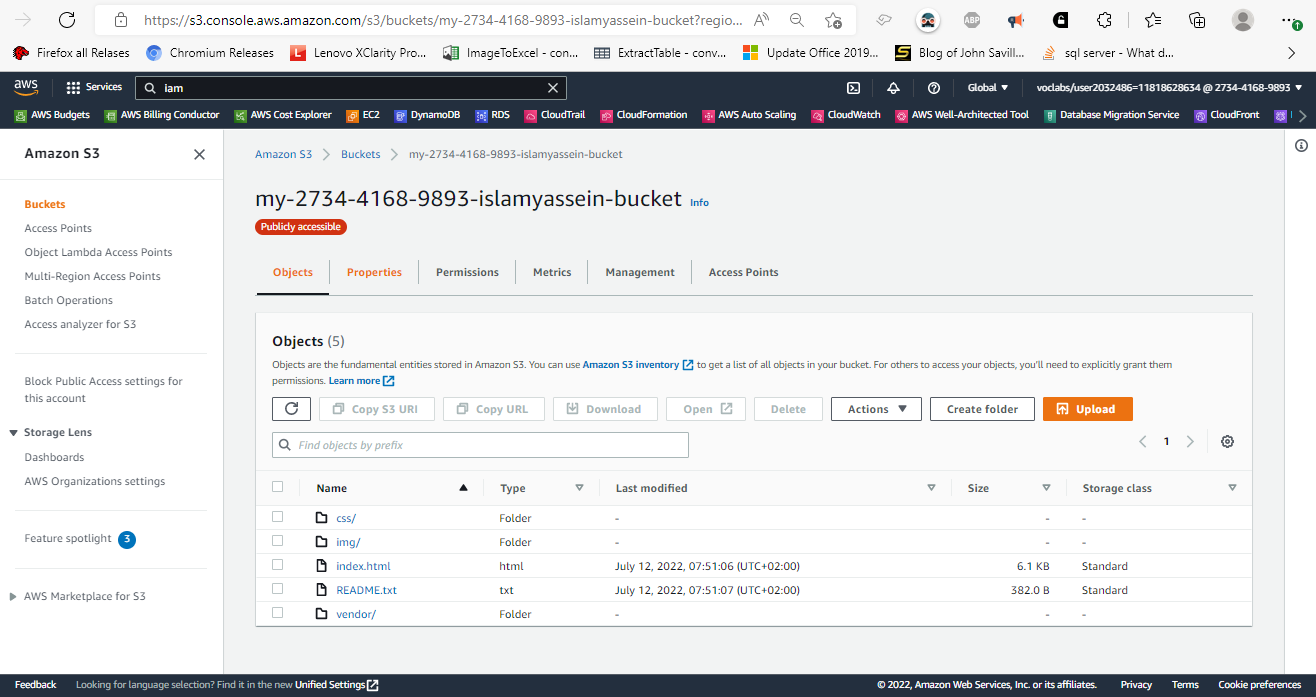 https://s3.console.aws.amazon.com/s3/buckets/my-2734-4168-9893-islamyassein-bucket?regio...
Firefox all Relases Chromium Releases Lenovo XClarity Pro... ImageToExcel - con... ExtractTable - conv... Update Office 2019... Blog of John Savill... sql server - What d...
aws Services iam Global voclabs/user2032486=11818628634 @ 2734-4168-9893
AWS Budgets AWS Billing Conductor AWS Cost Explorer EC2 DynamoDB RDS CloudTrail CloudFormation AWS Auto Scaling CloudWatch AWS Well-Architected Tool Database Migration Service CloudFront
Amazon S3
Buckets
Access Points
Object Lambda Access Points
Multi-Region Access Points
Batch Operations
Access analyzer for S3
Block Public Access settings for
this account
Storage Lens
Dashboards
AWS Organizations settings
Feature spotlight 3
AWS Marketplace for S3
Amazon S3 Buckets my-2734-4168-9893-islamyassein-bucket
my-2734-4168-9893-islamyassein-bucket Info
Publicly accessible
Objects Properties Permissions Metrics Management Access Points
Objects (5)
Objects are the fundamental entities stored in Amazon S3. You can use Amazon S3 inventory to get a list of all objects in your bucket. For others to access your objects, you'll need to explicitly grant them
permissions. Learn more
Copy S3 URI Copy URL Download Open Delete Actions Create folder Upload
Find objects by prefix
1
Name Type Last modified Size Storage class
css/ Folder - - -
img/ Folder - - -
index.html html July 12, 2022, 07:51:06 (UTC+02:00) 6.1 KB Standard
README.txt txt July 12, 2022, 07:51:07 (UTC+02:00) 382.0 B Standard
vendor/ Folder - - -
Feedback Looking for language selection? Find it in the new Unified Settings © 2022, Amazon Web Services, Inc. or its affiliates. Privacy Terms Cookie preferences